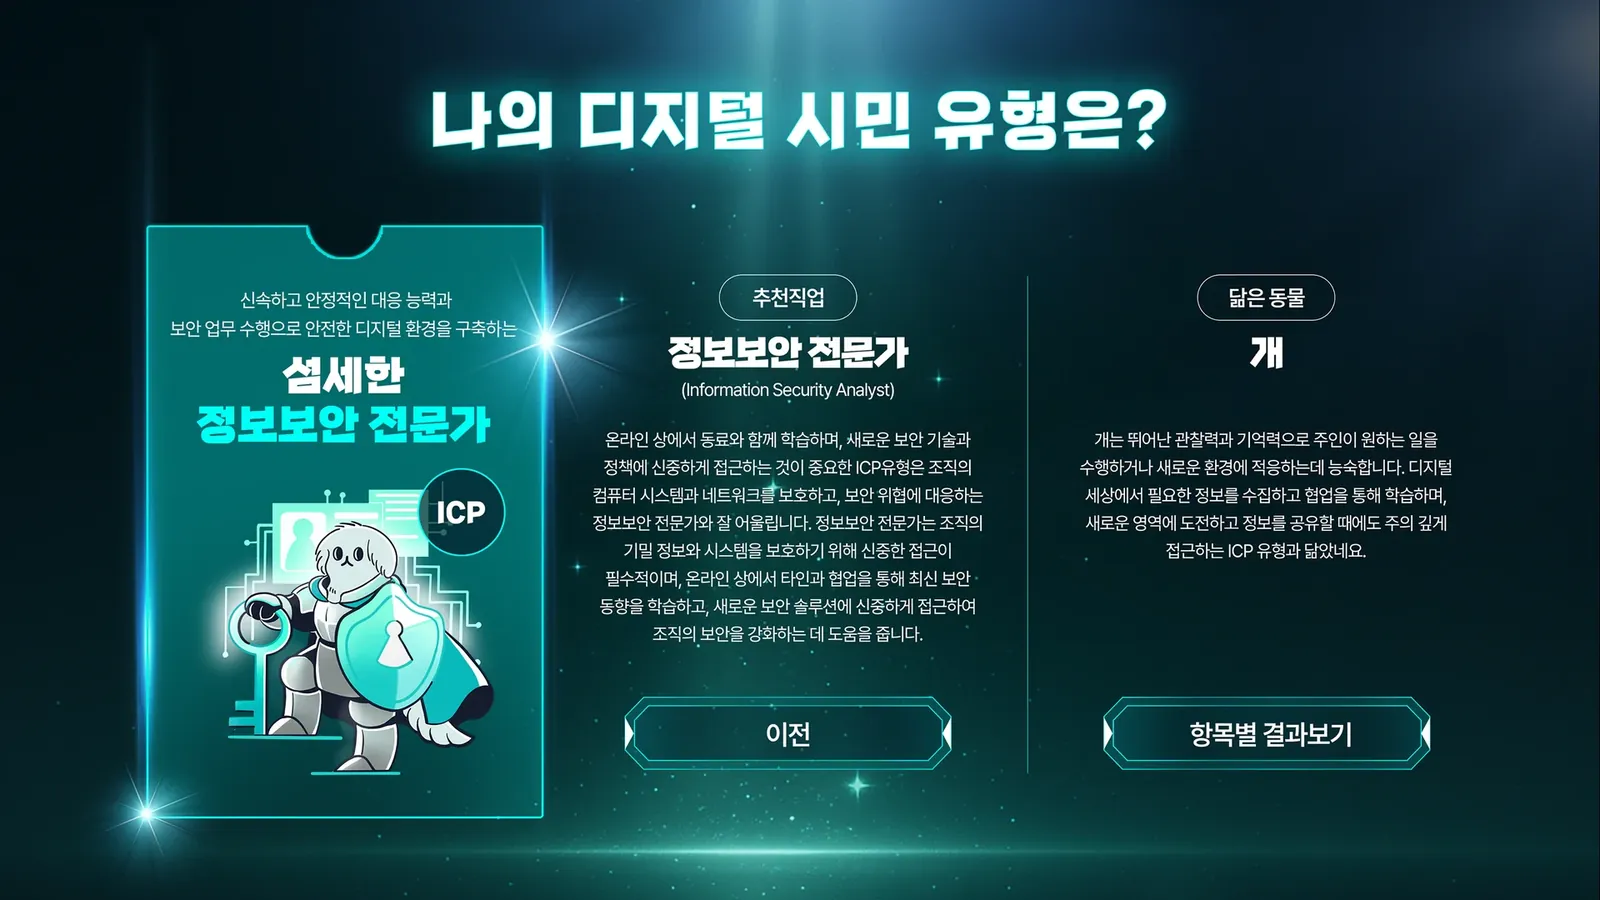 나의 디지털 시민 유형은?
신속하고 안정적인 대응 능력과
보안 업무 수행으로 안전한 디지털 환경을 구축하는
섬세한
정보보안 전문가
ICP
추천직업
정보보안 전문가
(Information Security Analyst)
온라인 상에서 동료와 함께 학습하며, 새로운 보안 기술과
정책에 신중하게 접근하는 것이 중요한 ICP유형은 조직의
컴퓨터 시스템과 네트워크를 보호하고, 보안 위협에 대응하는
정보보안 전문가와 잘 어울립니다. 정보보안 전문가는 조직의
기밀 정보와 시스템을 보호하기 위해 신중한 접근이
필수적이며, 온라인 상에서 타인과 협업을 통해 최신 보안
동향을 학습하고, 새로운 보안 솔루션에 신중하게 접근하여
조직의 보안을 강화하는 데 도움을 줍니다.
이전
닮은 동물
개
개는 뛰어난 관찰력과 기억력으로 주인이 원하는 일을
수행하거나 새로운 환경에 적응하는데 능숙합니다. 디지털
세상에서 필요한 정보를 수집하고 협업을 통해 학습하며,
새로운 영역에 도전하고 정보를 공유할 때에도 주의 깊게
접근하는 ICP 유형과 닮았네요.
항목별 결과보기